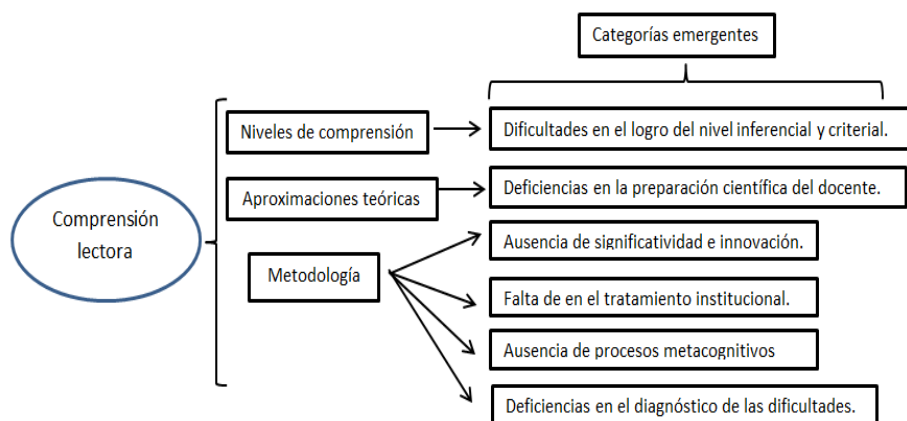 Categorías emergentes
Niveles de comprensión
Dificultades en el logro del nivel inferencial y criterial.
Aproximaciones teóricas
Deficiencias en la preparación científica del docente.
Comprensión
lectora
Metodología
Ausencia de significatividad e innovación.
Falta de en el tratamiento institucional.
Ausencia de procesos metacognitivos
Deficiencias en el diagnóstico de las dificultades.